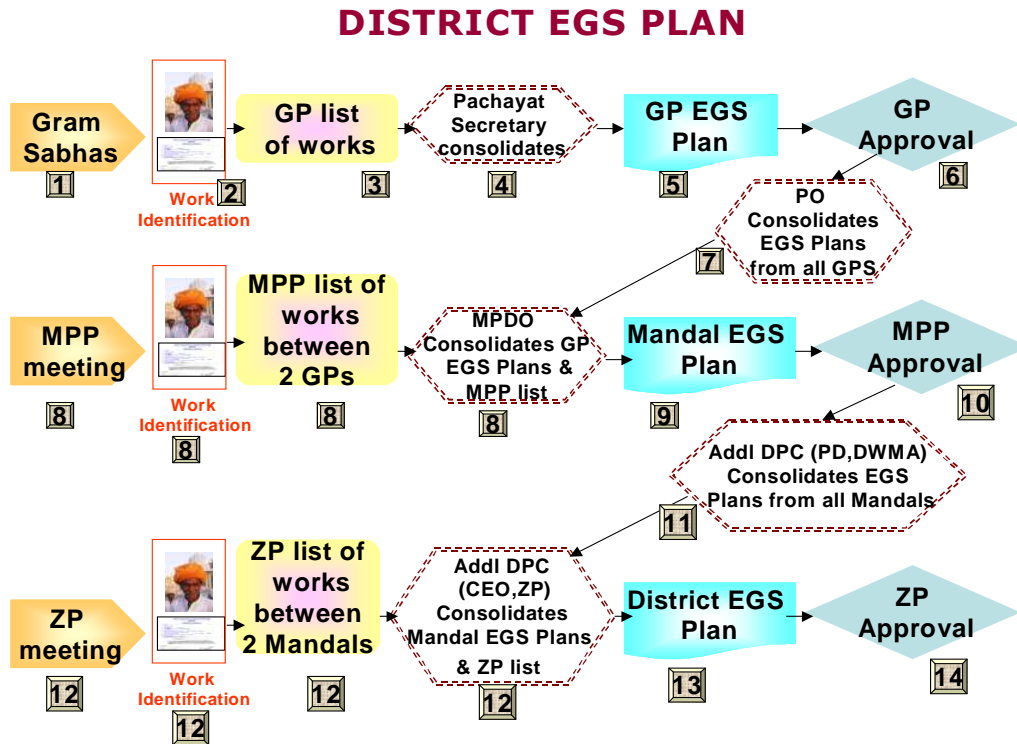 DISTRICT EGS PLAN
Gram
Sabhas
1
2
Work
Identification
GP list
of works
3
Pachayat
Secretary
consolidates
4
GP EGS
Plan
5
GP
Approval
6
PO
Consolidates
EGS Plans
from all GPS
7
MPP
meeting
8
Work
Identification
8
MPP list of
works
between
2 GPs
8
MPDO
Consolidates GP
EGS Plans &
MPP list
8
Mandal EGS
Plan
9
MPP
Approval
10
Addl DPC (PD,DWMA)
Consolidates EGS
Plans from all Mandals
11
ZP
meeting
12
Work
Identification
12
ZP list of
works
between
2 Mandals
12
Addl DPC
(CEO,ZP)
Consolidates
Mandal EGS Plans
& ZP list
12
District EGS
Plan
13
ZP
Approval
14